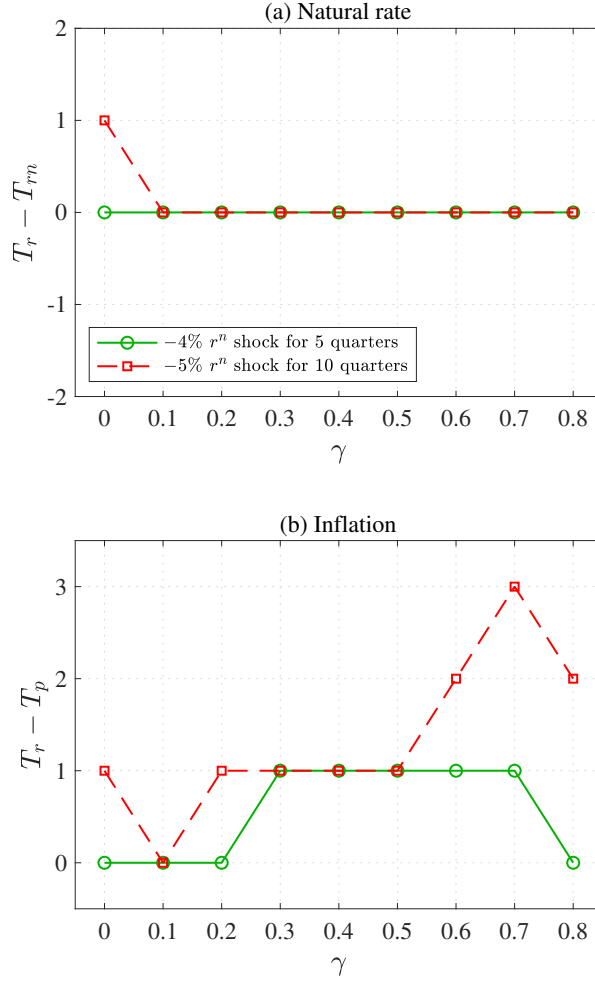 (a) Natural rate
2
1
0
-1
-2
T_r − T_{rn}
−4% r^n shock for 5 quarters
−5% r^n shock for 10 quarters
0 0.1 0.2 0.3 0.4 0.5 0.6 0.7 0.8
γ
(b) Inflation
3
2
1
0
T_r − T_p
0 0.1 0.2 0.3 0.4 0.5 0.6 0.7 0.8
γ